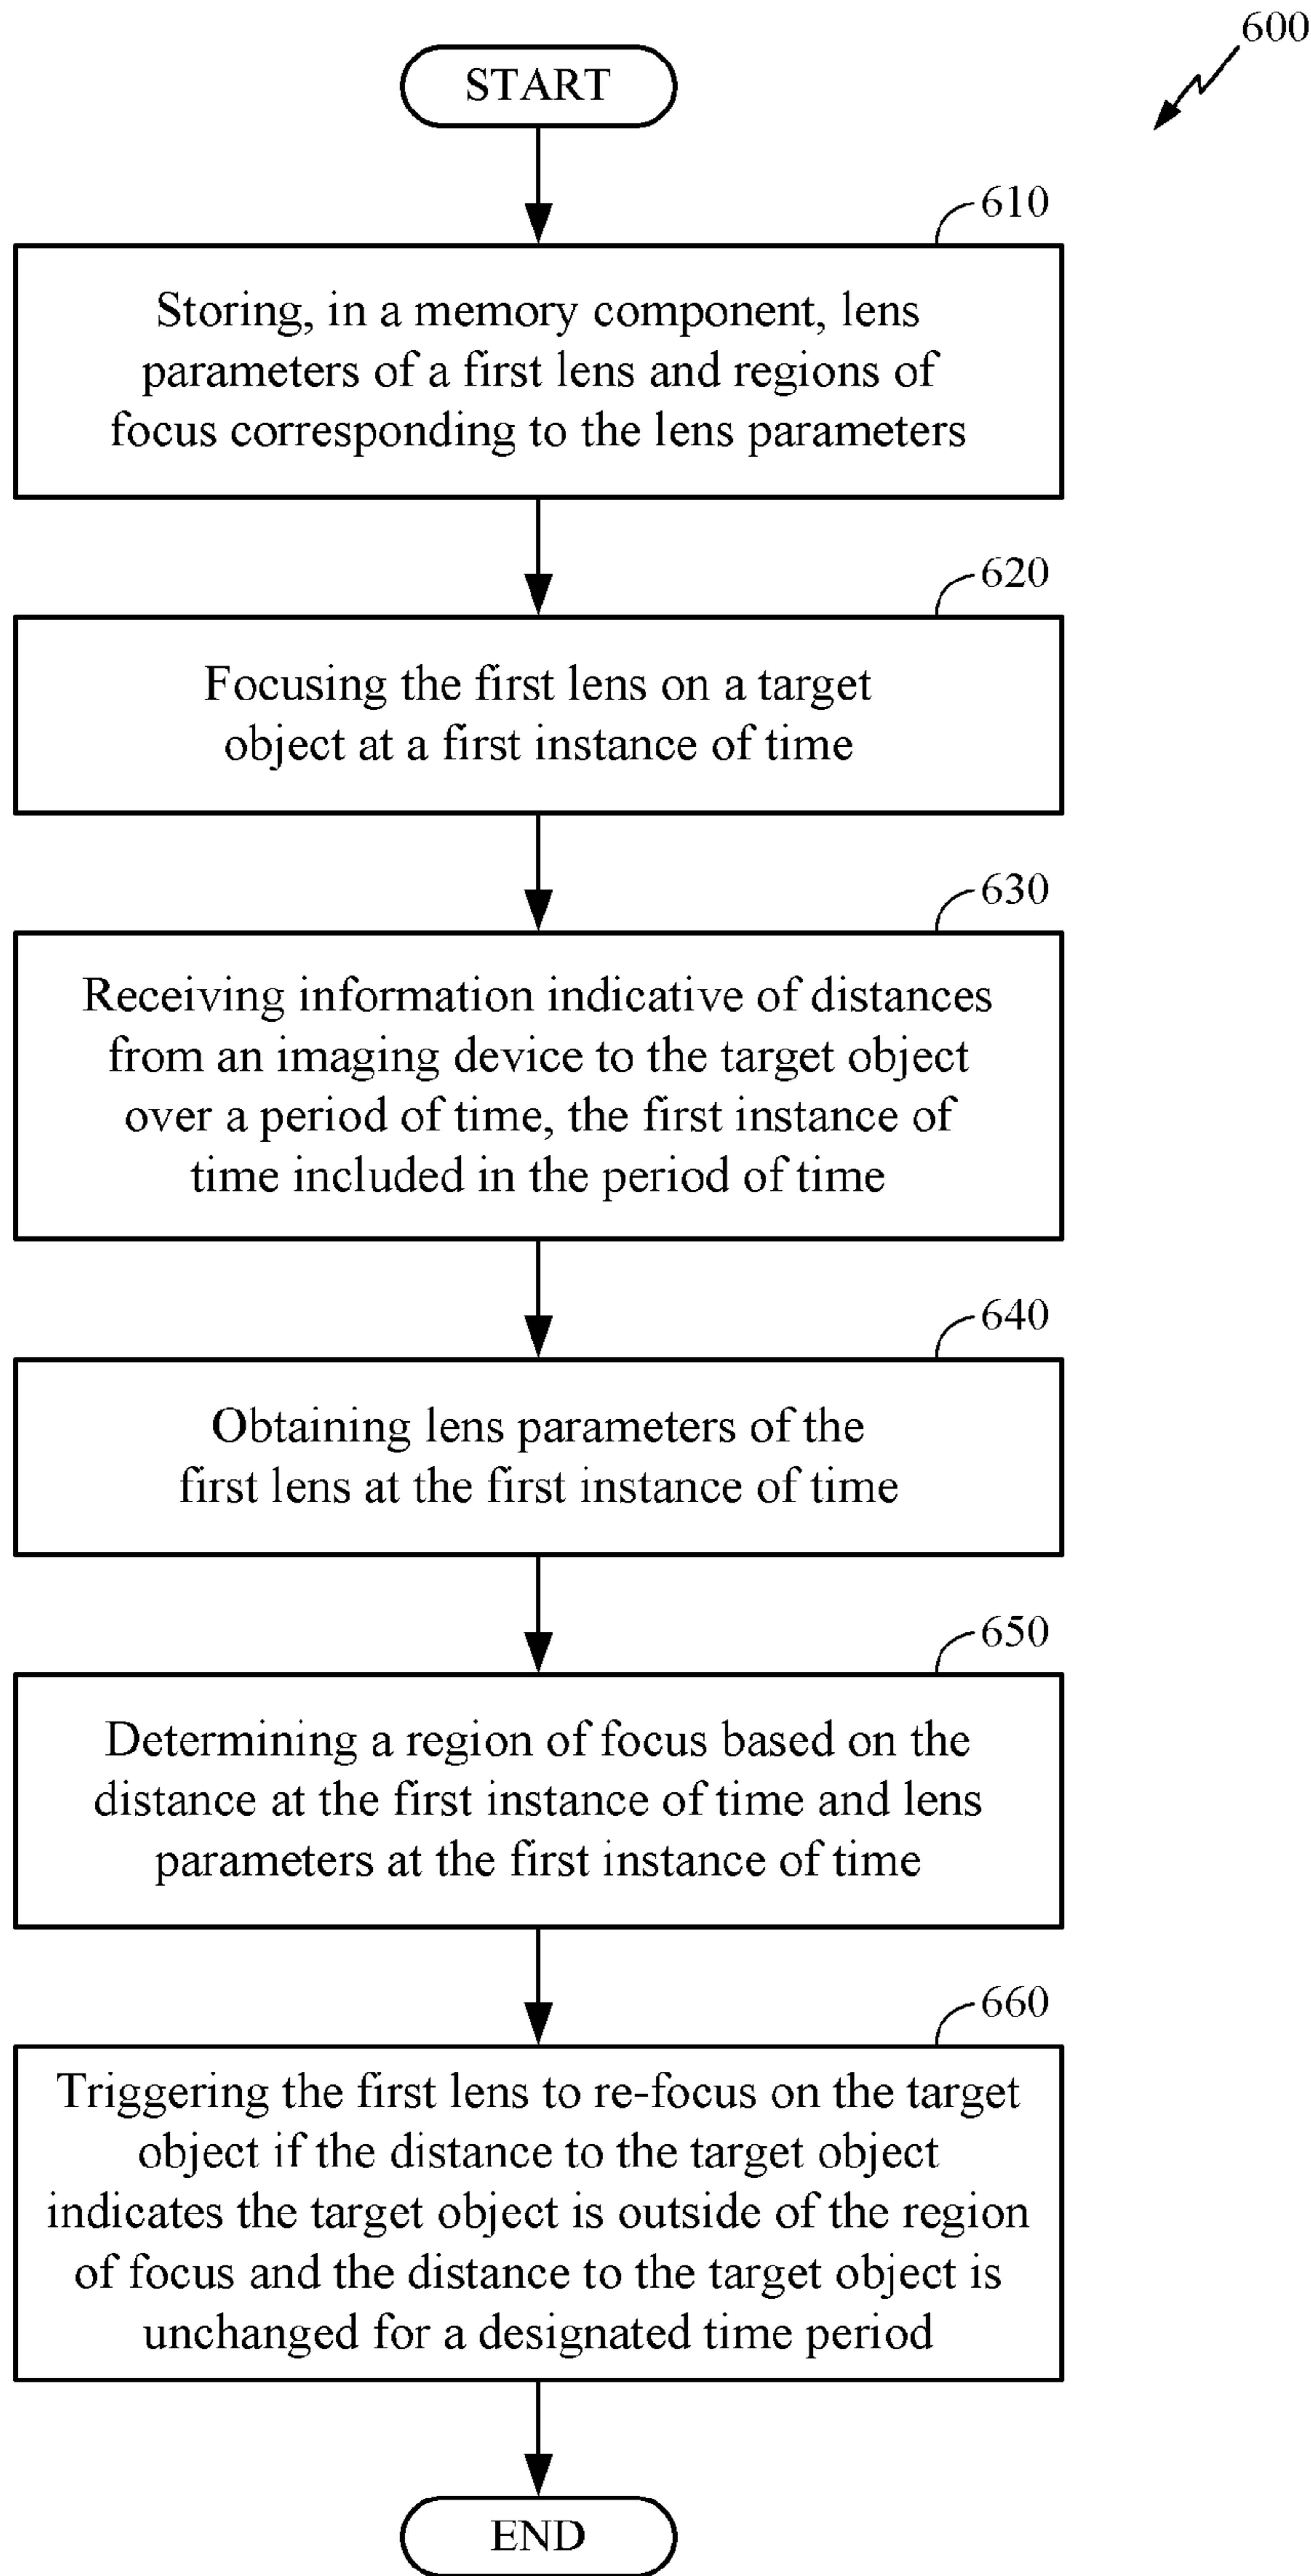 600
START
610
Storing, in a memory component, lens
parameters of a first lens and regions of
focus corresponding to the lens parameters
620
Focusing the first lens on a target
object at a first instance of time
630
Receiving information indicative of distances
from an imaging device to the target object
over a period of time, the first instance of
time included in the period of time
640
Obtaining lens parameters of the
first lens at the first instance of time
650
Determining a region of focus based on the
distance at the first instance of time and lens
parameters at the first instance of time
660
Triggering the first lens to re-focus on the target
object if the distance to the target object
indicates the target object is outside of the region
of focus and the distance to the target object is
unchanged for a designated time period
END